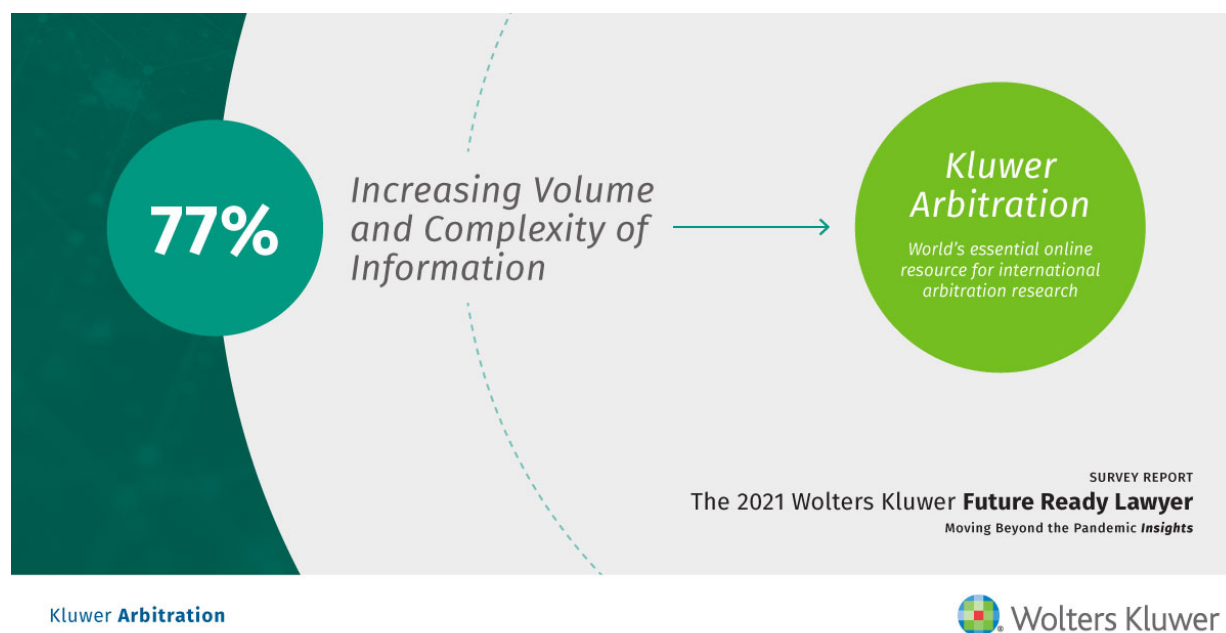 77%
Increasing Volume
and Complexity of
Information
Kluwer
Arbitration
World's essential online
resource for international
arbitration research
SURVEY REPORT
The 2021 Wolters Kluwer Future Ready Lawyer
Moving Beyond the Pandemic Insights
Kluwer Arbitration
Wolters Kluwer